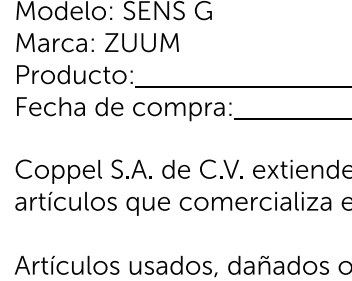 Modelo: SENS G
Marca: ZUUM
Producto:
Fecha de compra:
Coppel S.A. de C.V. extiende
artículos que comercializa e
Artículos usados, dañados o